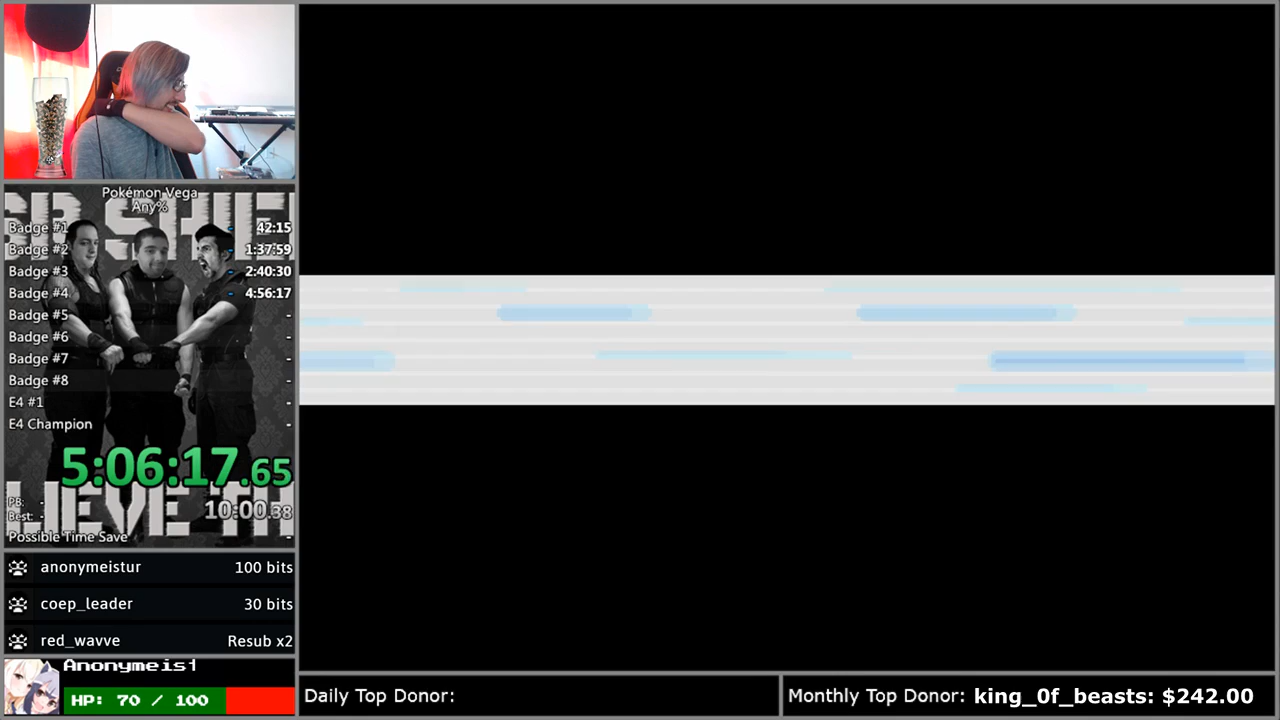 Pokémon Vega
Any%
Badge #1 42:15
Badge #2 1:37:59
Badge #3 2:40:30
Badge #4 4:56:17
Badge #5 -
Badge #6 -
Badge #7 -
Badge #8 -
E4 #1 -
E4 Champion -
5:06:17.65
PB: -
Best: -
10:00.38
Possible Time Save -
anonymeistur 100 bits
coep_leader 30 bits
red_wavve Resub x2
Anonymeist
HP: 70 / 100
Daily Top Donor:
Monthly Top Donor: king_0f_beasts: $242.00